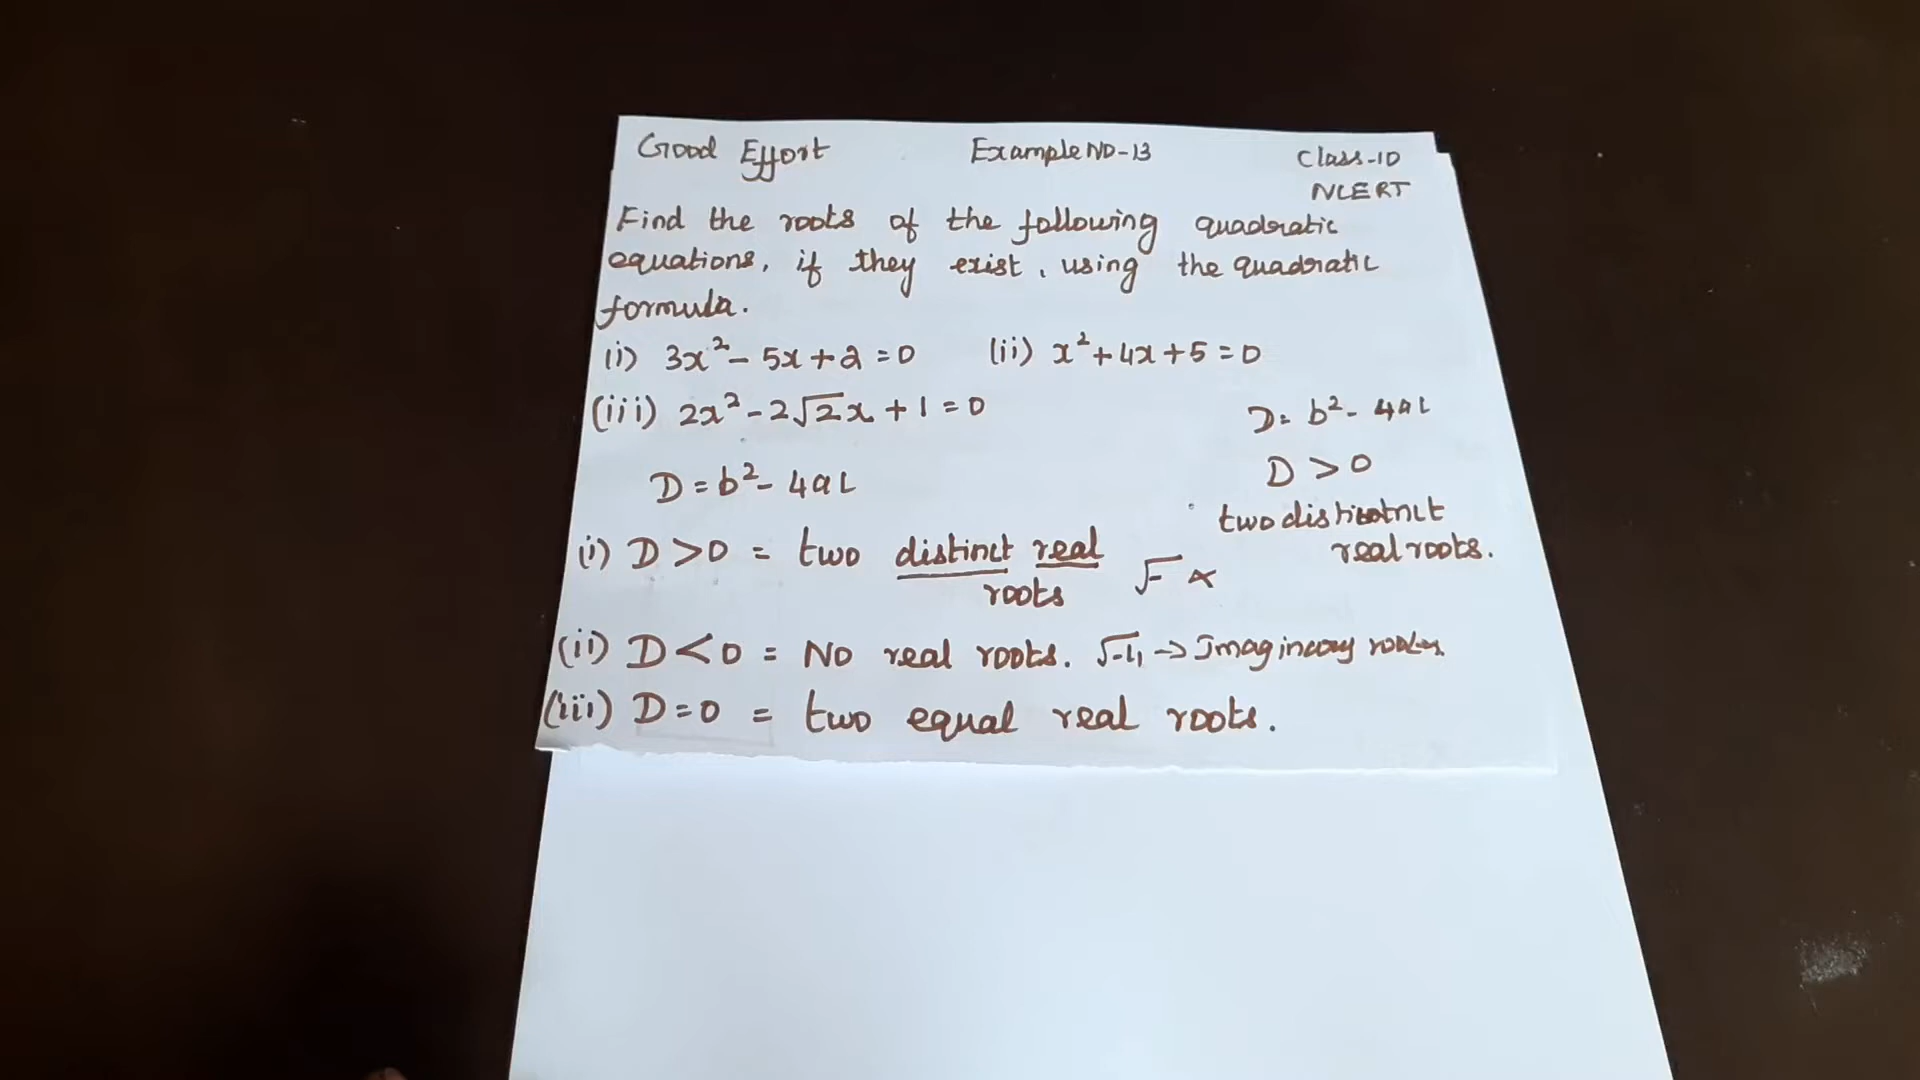 Good Effort Example NO-13 Class-10
NCERT
Find the roots of the following quadratic
equations, if they exist, using the quadratic
formula.
(i) 3x² - 5x + 2 = 0 (ii) x² + 4x + 5 = 0
(iii) 2x² - 2√2x + 1 = 0
D = b² - 4ac
D = b² - 4ac
D > 0
two distinct
real roots.
(i) D > 0 = two distinct real
roots √- ×
(ii) D < 0 = No real roots. → Imaginary roots
(iii) D = 0 = two equal real roots.